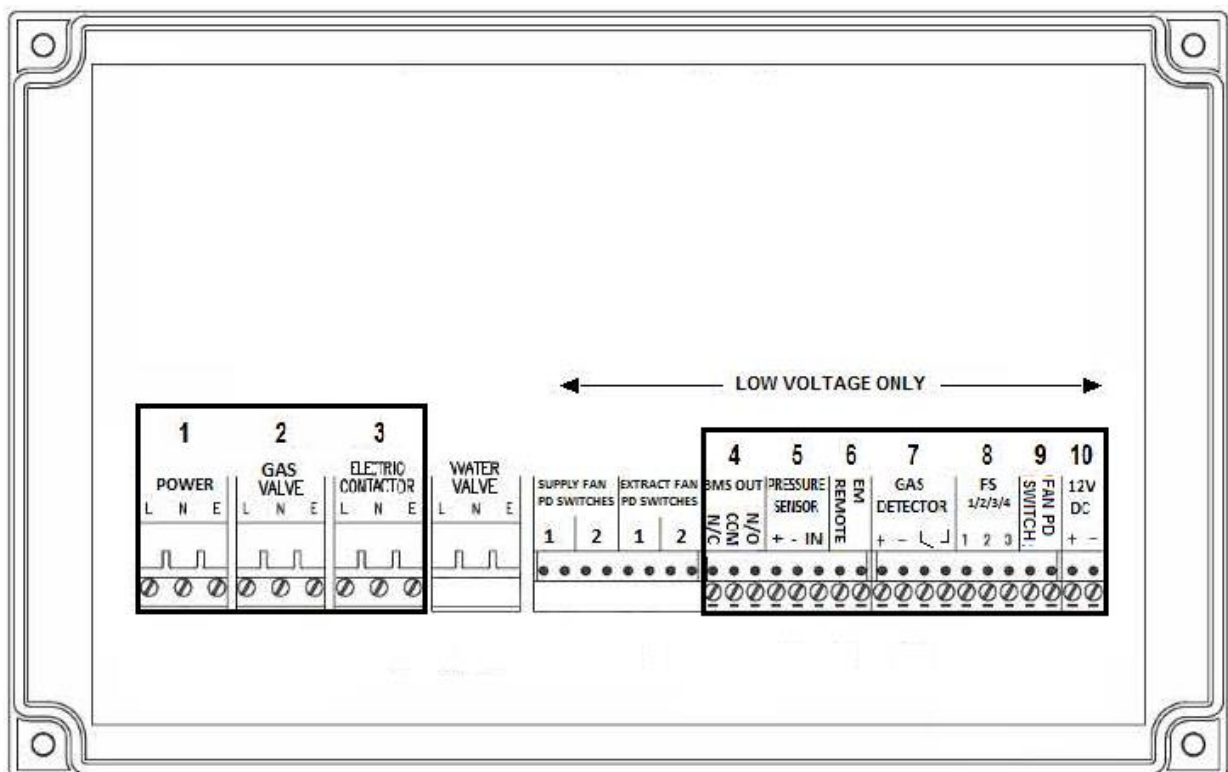 LOW VOLTAGE ONLY
1
POWER
L N E
2
GAS
VALVE
L N E
3
ELECTRIC
CONTACTOR
L N E
WATER
VALVE
L N E
SUPPLY FAN
PD SWITCHES
1 2
EXTRACT FAN
PD SWITCHES
1 2
4
BMS OUT
N/C
COM
N/O
5
PRESSURE
SENSOR
+ - IN
6
EM
REMOTE
7
GAS
DETECTOR
+ -
8
FS
1/2/3/4
1 2 3
9
FAN PD
SWITCH
10
12V
DC
+ -